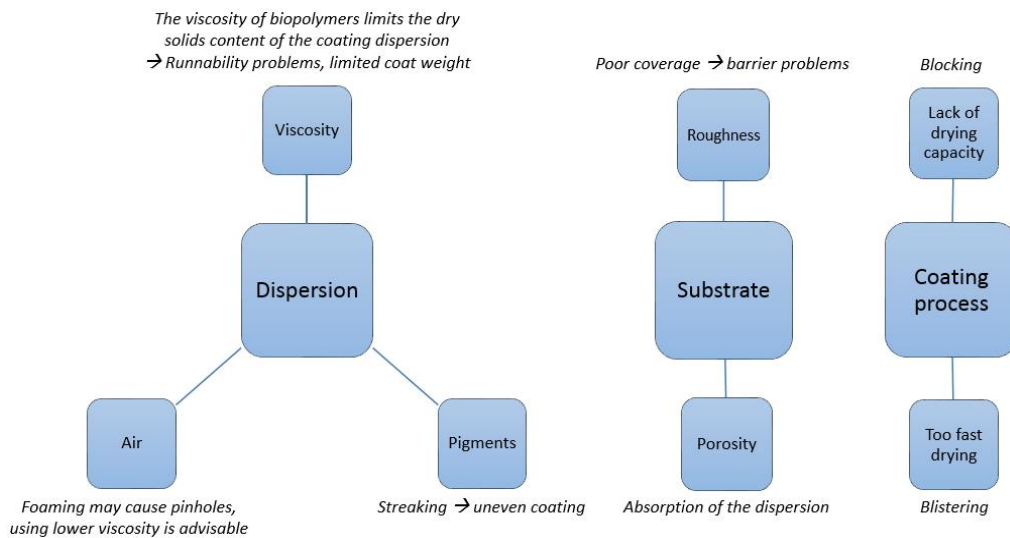 The viscosity of biopolymers limits the dry
solids content of the coating dispersion
→ Runnability problems, limited coat weight
Viscosity
Dispersion
Air
Foaming may cause pinholes,
using lower viscosity is advisable
Pigments
Streaking → uneven coating
Poor coverage → barrier problems
Roughness
Substrate
Porosity
Absorption of the dispersion
Blocking
Lack of
drying
capacity
Coating
process
Too fast
drying
Blistering